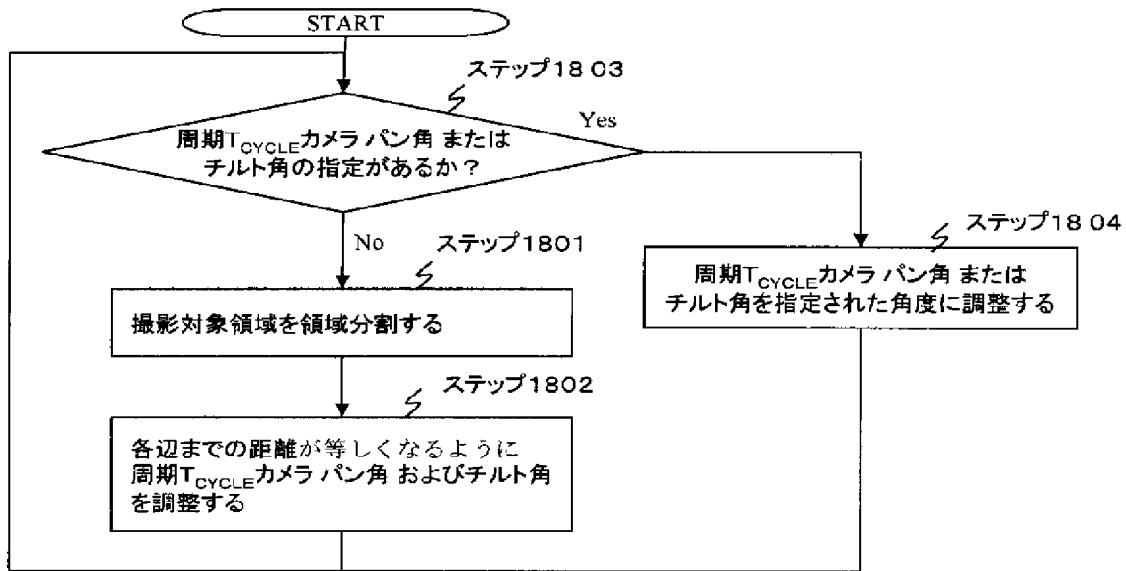 START
ステップ1803
周期TCYCLEカメラ パン角 または
チルト角の指定があるか?
Yes
No
ステップ1801
撮影対象領域を領域分割する
ステップ1802
各辺までの距離が等しくなるように
周期TCYCLEカメラ パン角 およびチルト角
を調整する
ステップ1804
周期TCYCLEカメラ パン角 または
チルト角を指定された角度に調整する